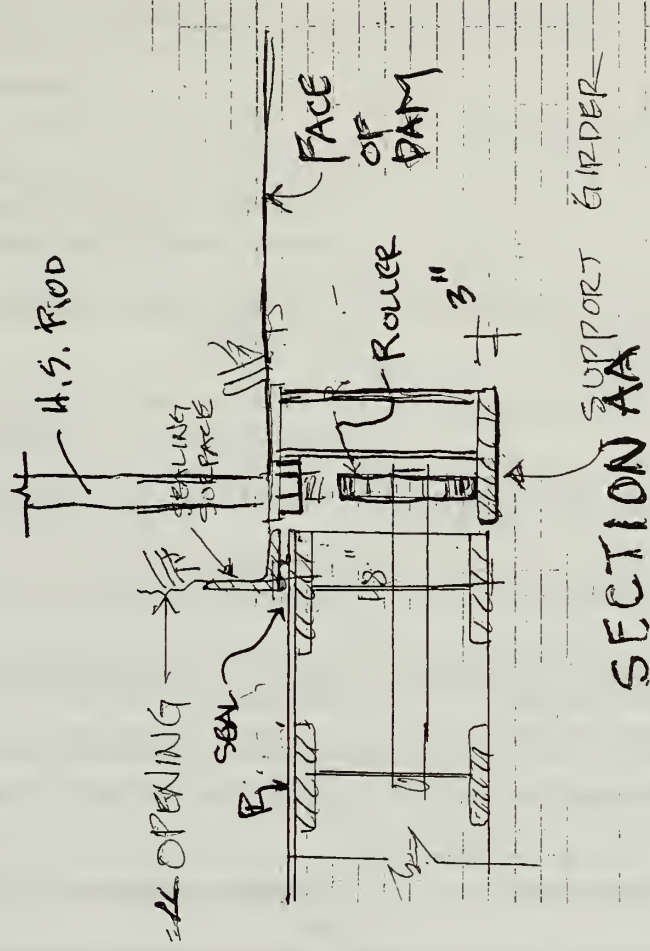 H.S. ROD
FACE
OF
DAM
SEALING
SURFACE
OPENING
SEAL
ROLLER
3"
18"
SUPPORT GIRDER
SECTION AA